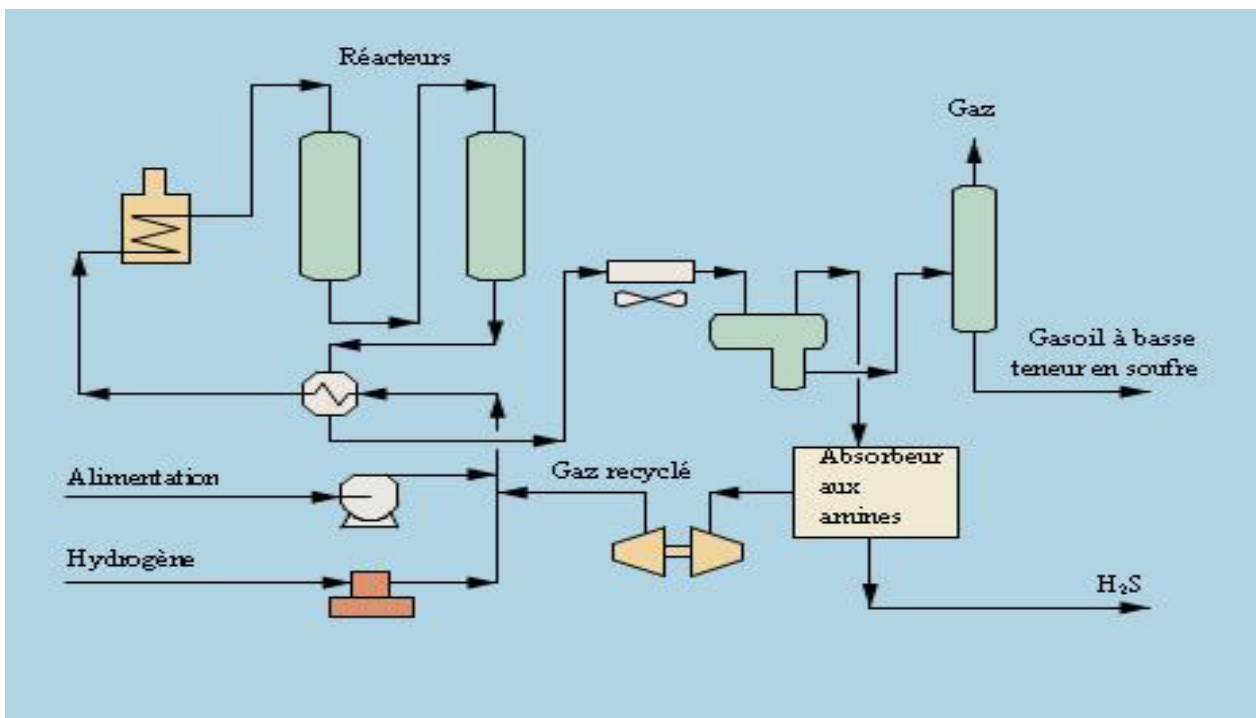 Réacteurs
Gaz
Gasoil à basse
teneur en soufre
Absorbeur
aux
amines
Gaz recyclé
Alimentation
Hydrogène
H₂S